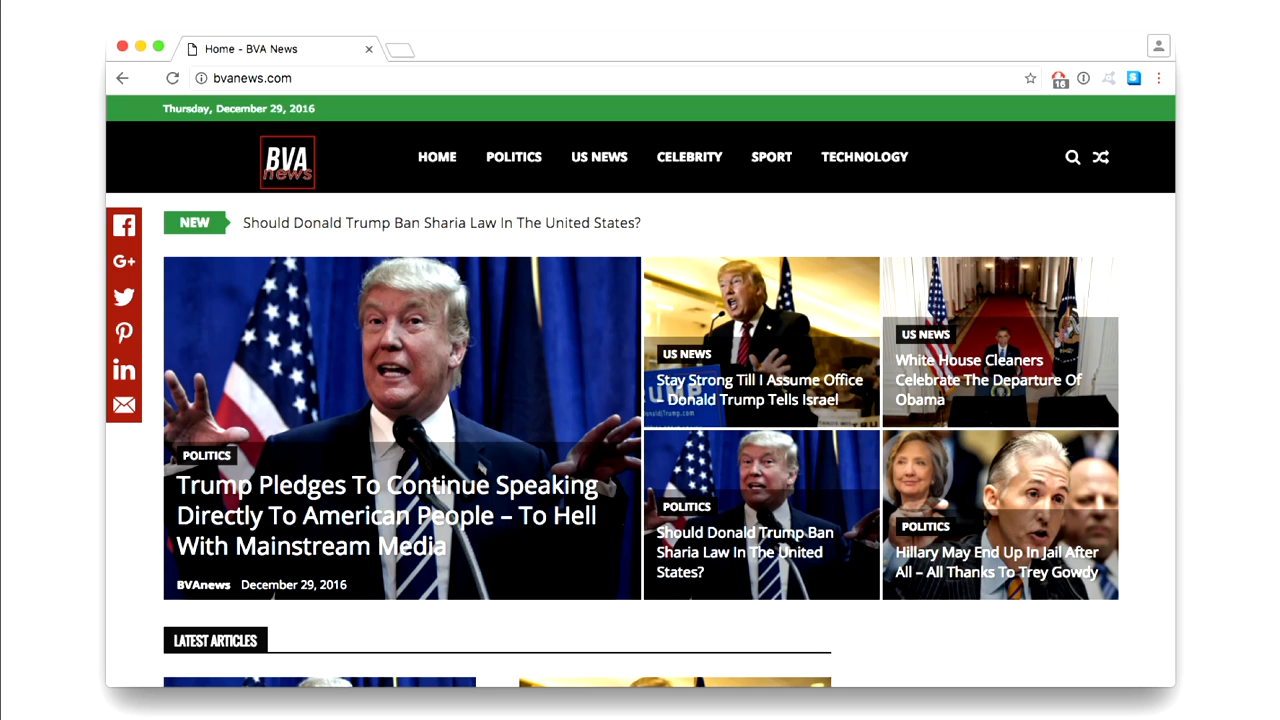 Home - BVA News
bvanews.com
16
S
Thursday, December 29, 2016
BVA
news
HOME POLITICS US NEWS CELEBRITY SPORT TECHNOLOGY
NEW Should Donald Trump Ban Sharia Law In The United States?
G+
in
POLITICS
Trump Pledges To Continue Speaking
Directly To American People – To Hell
With Mainstream Media
BVAnews December 29, 2016
US NEWS
Stay Strong Till I Assume Office
– Donald Trump Tells Israel
US NEWS
White House Cleaners
Celebrate The Departure Of
Obama
POLITICS
Should Donald Trump Ban
Sharia Law In The United
States?
POLITICS
Hillary May End Up In Jail After
All – All Thanks To Trey Gowdy
LATEST ARTICLES